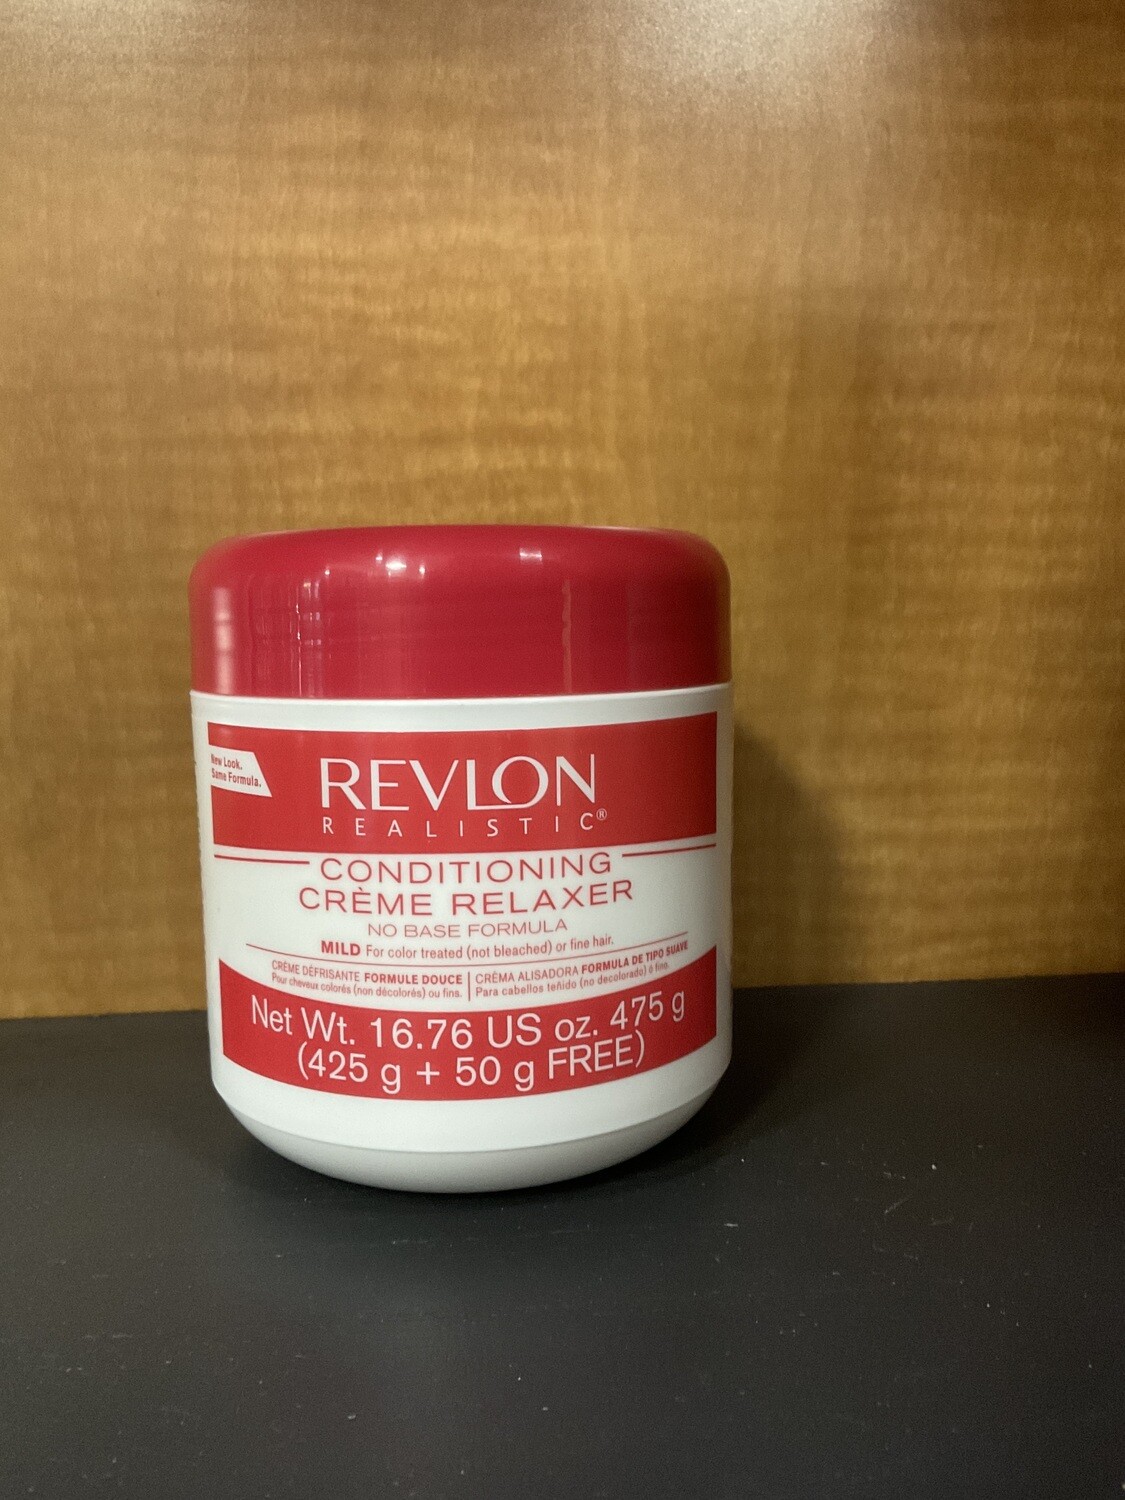 New Look.
Same Formula.
REVLON
REALISTIC®
CONDITIONING
CRÈME RELAXER
NO BASE FORMULA
MILD For color treated (not bleached) or fine hair.
CRÈME DÉFRISANTE FORMULE DOUCE
Pour cheveux colorés (non décolorés) ou fins.
CRÈMA ALISADORA FORMULA DE TIPO SUAVE
Para cabellos teñido (no decolorado) ó fino.
Net Wt. 16.76 US oz. 475 g
(425 g + 50 g FREE)